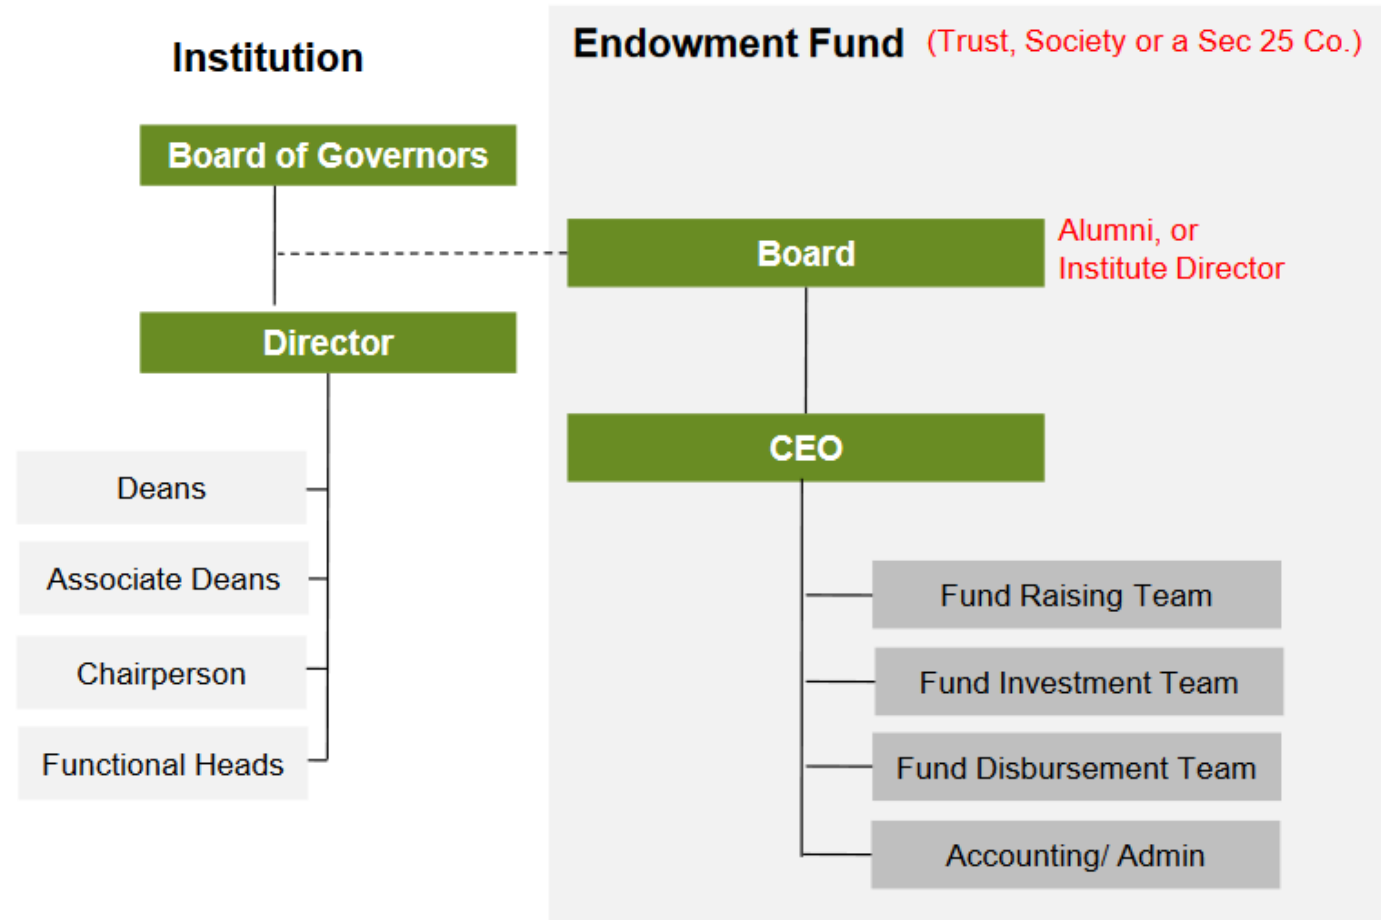 Institution
Board of Governors
Director
Deans
Associate Deans
Chairperson
Functional Heads
Endowment Fund (Trust, Society or a Sec 25 Co.)
Board
Alumni, or
Institute Director
CEO
Fund Raising Team
Fund Investment Team
Fund Disbursement Team
Accounting/ Admin